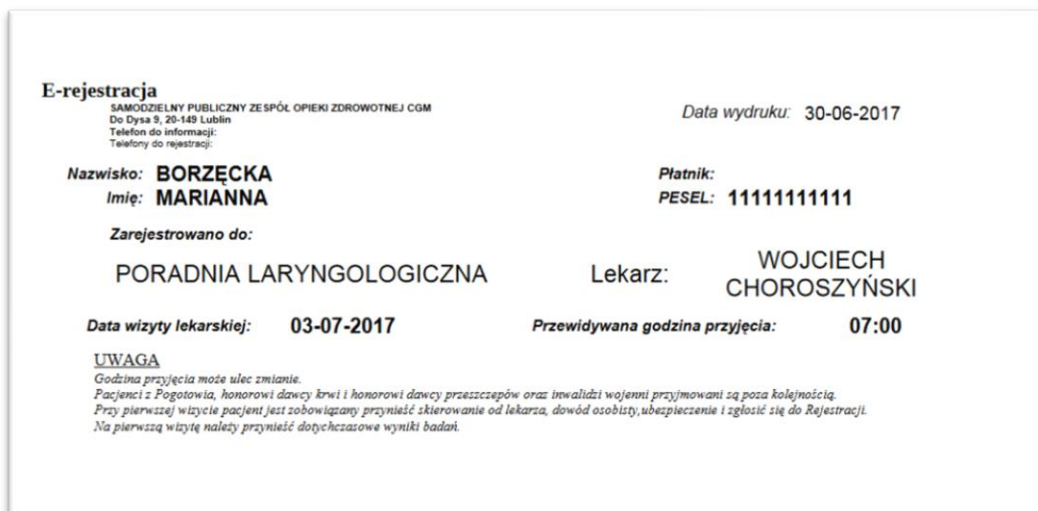 E-rejestracja
SAMODZIELNY PUBLICZNY ZESPÓŁ OPIEKI ZDROWOTNEJ CGM
Do Dysa 9, 20-149 Lublin
Telefon do informacji:
Telefony do rejestracji:
Data wydruku: 30-06-2017
Nazwisko: BORZĘCKA
Płatnik:
Imię: MARIANNA
PESEL: 11111111111
Zarejestrowano do:
PORADNIA LARYNGOLOGICZNA
Lekarz:
WOJCIECH
CHOROSZYŃSKI
Data wizyty lekarskiej: 03-07-2017
Przewidywana godzina przyjęcia: 07:00
UWAGA
Godzina przyjęcia może ulec zmianie.
Pacjenci z Pogotowia, honorowi dawcy krwi i honorowi dawcy przeszczepów oraz inwalidzi wojenni przyjmowani są poza kolejnością.
Przy pierwszej wizycie pacjent jest zobowiązany przynieść skierowanie od lekarza, dowód osobisty,ubezpieczenie i zgłosić się do Rejestracji.
Na pierwszą wizytę należy przynieść dotychczasowe wyniki badań.